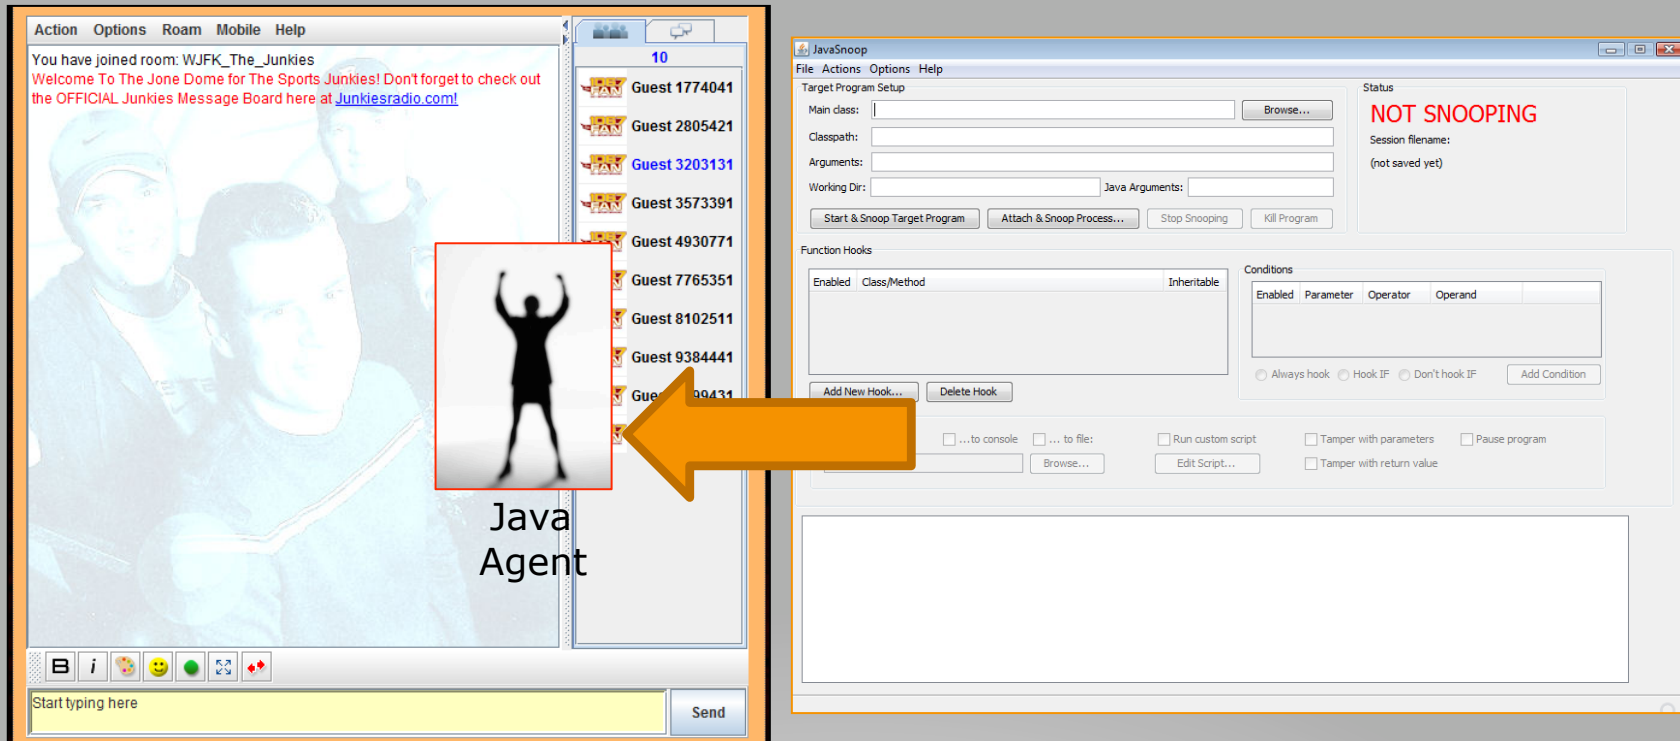 Action Options Roam Mobile Help
You have joined room: WJFK_The_Junkies
Welcome To The Jone Dome for The Sports Junkies! Don't forget to check out
the OFFICIAL Junkies Message Board here at Junkiesradio.com!
10
Guest 1774041
Guest 2805421
Guest 3203131
Guest 3573391
Guest 4930771
Guest 7765351
Guest 8102511
Guest 9384441
Java
Agent
B i
Start typing here
Send
JavaSnoop
File Actions Options Help
Target Program Setup
Main class:
Browse...
Classpath:
Arguments:
Working Dir:
Java Arguments:
Start & Snoop Target Program
Attach & Snoop Process...
Stop Snooping
Kill Program
Status
NOT SNOOPING
Session filename:
(not saved yet)
Function Hooks
Enabled Class/Method Inheritable
Add New Hook...
Delete Hook
Conditions
Enabled Parameter Operator Operand
Always hook Hook IF Don't hook IF
Add Condition
...to console ... to file:
Run custom script
Tamper with parameters
Pause program
Browse...
Edit Script...
Tamper with return value